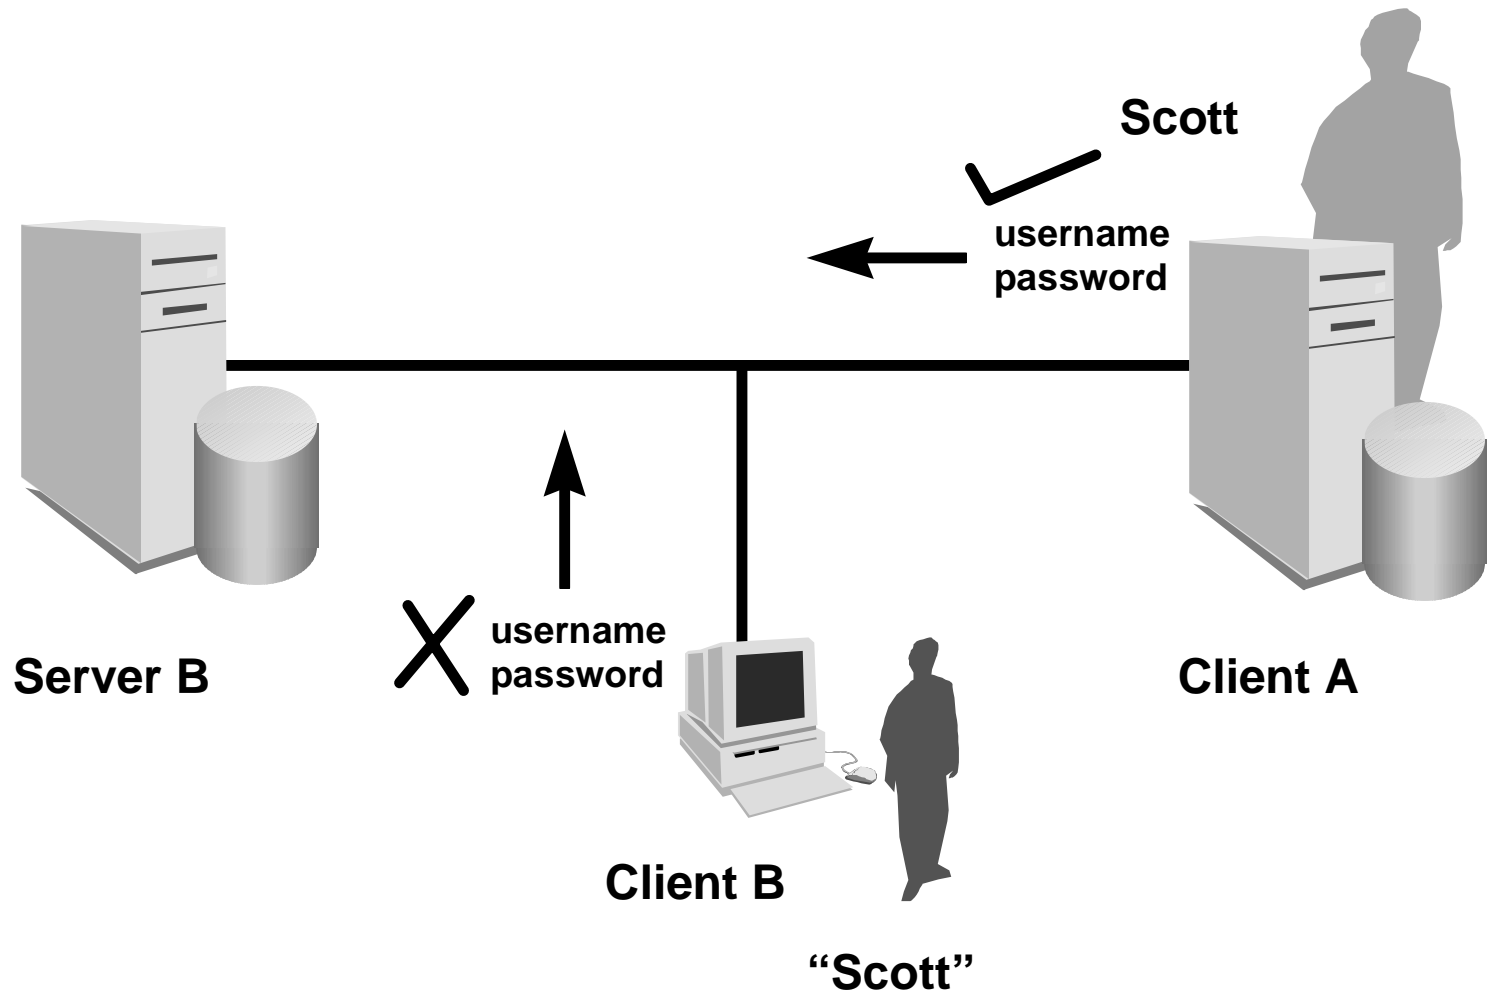 Scott
username
password
username
password
Server B
Client A
Client B
“Scott”